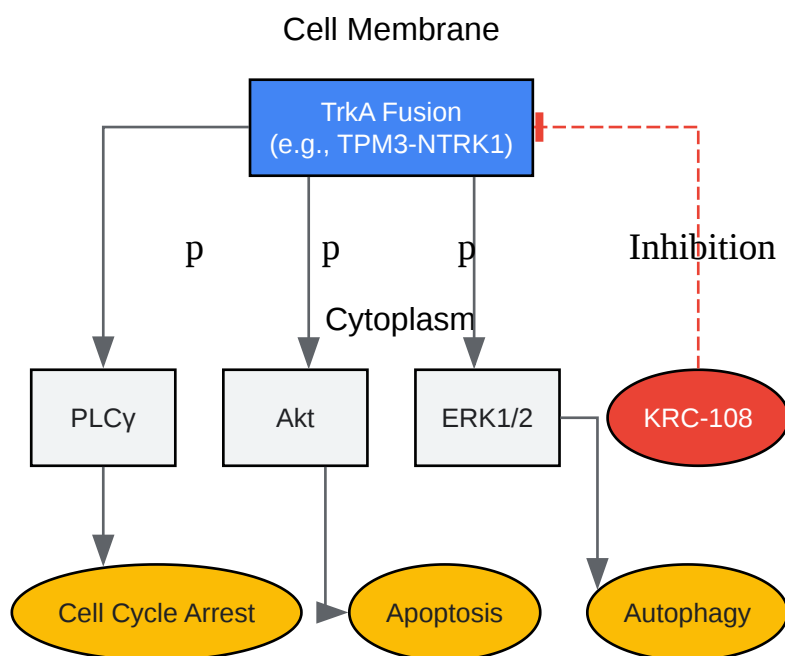 Cell Membrane
TrkA Fusion
(e.g., TPM3-NTRK1)
p
p
p
Inhibition
Cytoplasm
PLCγ
Akt
ERK1/2
KRC-108
Cell Cycle Arrest
Apoptosis
Autophagy